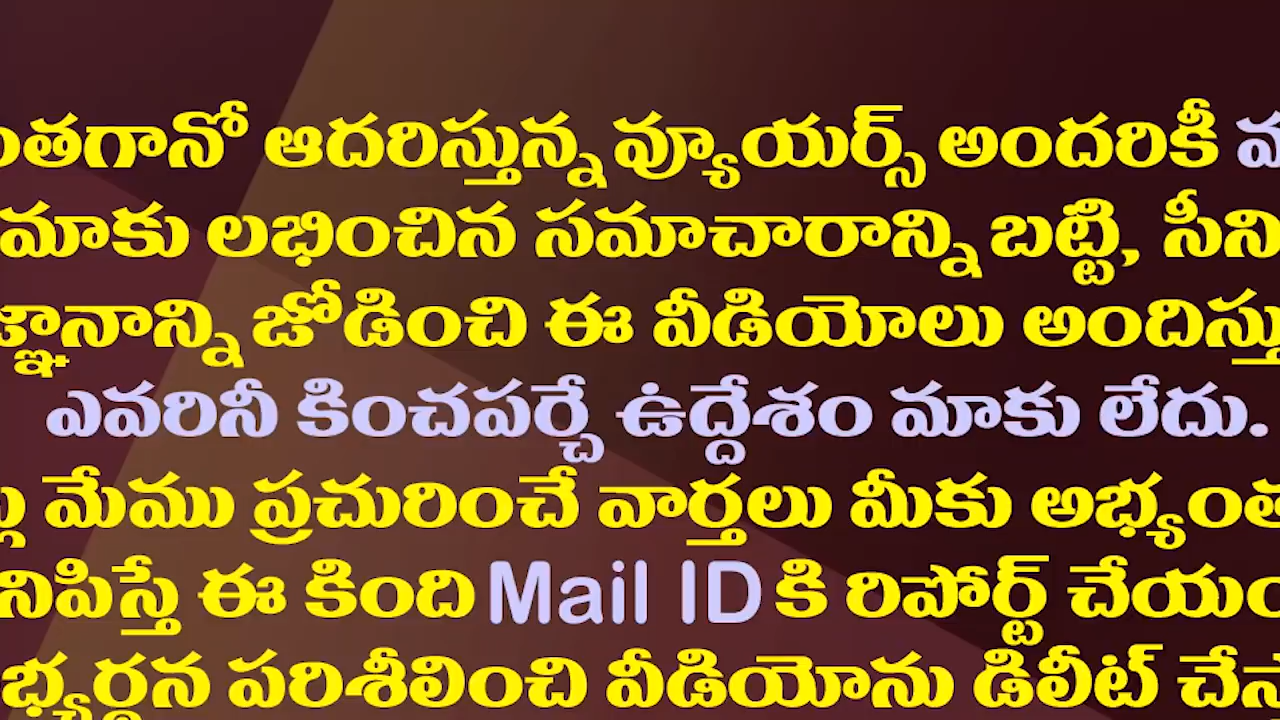 ంతగానో ఆదరిస్తున్న వ్యూయర్స్ అందరికీ
మాకు లభించిన సమాచారాన్ని బట్టి, సీని
జ్ఞానాన్ని జోడించి ఈ వీడియోలు అందిస్తు
ఎవరినీ కించపర్చే ఉద్దేశం మాకు లేదు.
మేము ప్రచురించే వార్తలు మీకు అభ్యంత
నిపిస్తే ఈ కింది Mail ID కి రిపోర్ట్ చేయం
భ్యర్థన పరిశీలించి వీడియోను డిలీట్ చేస